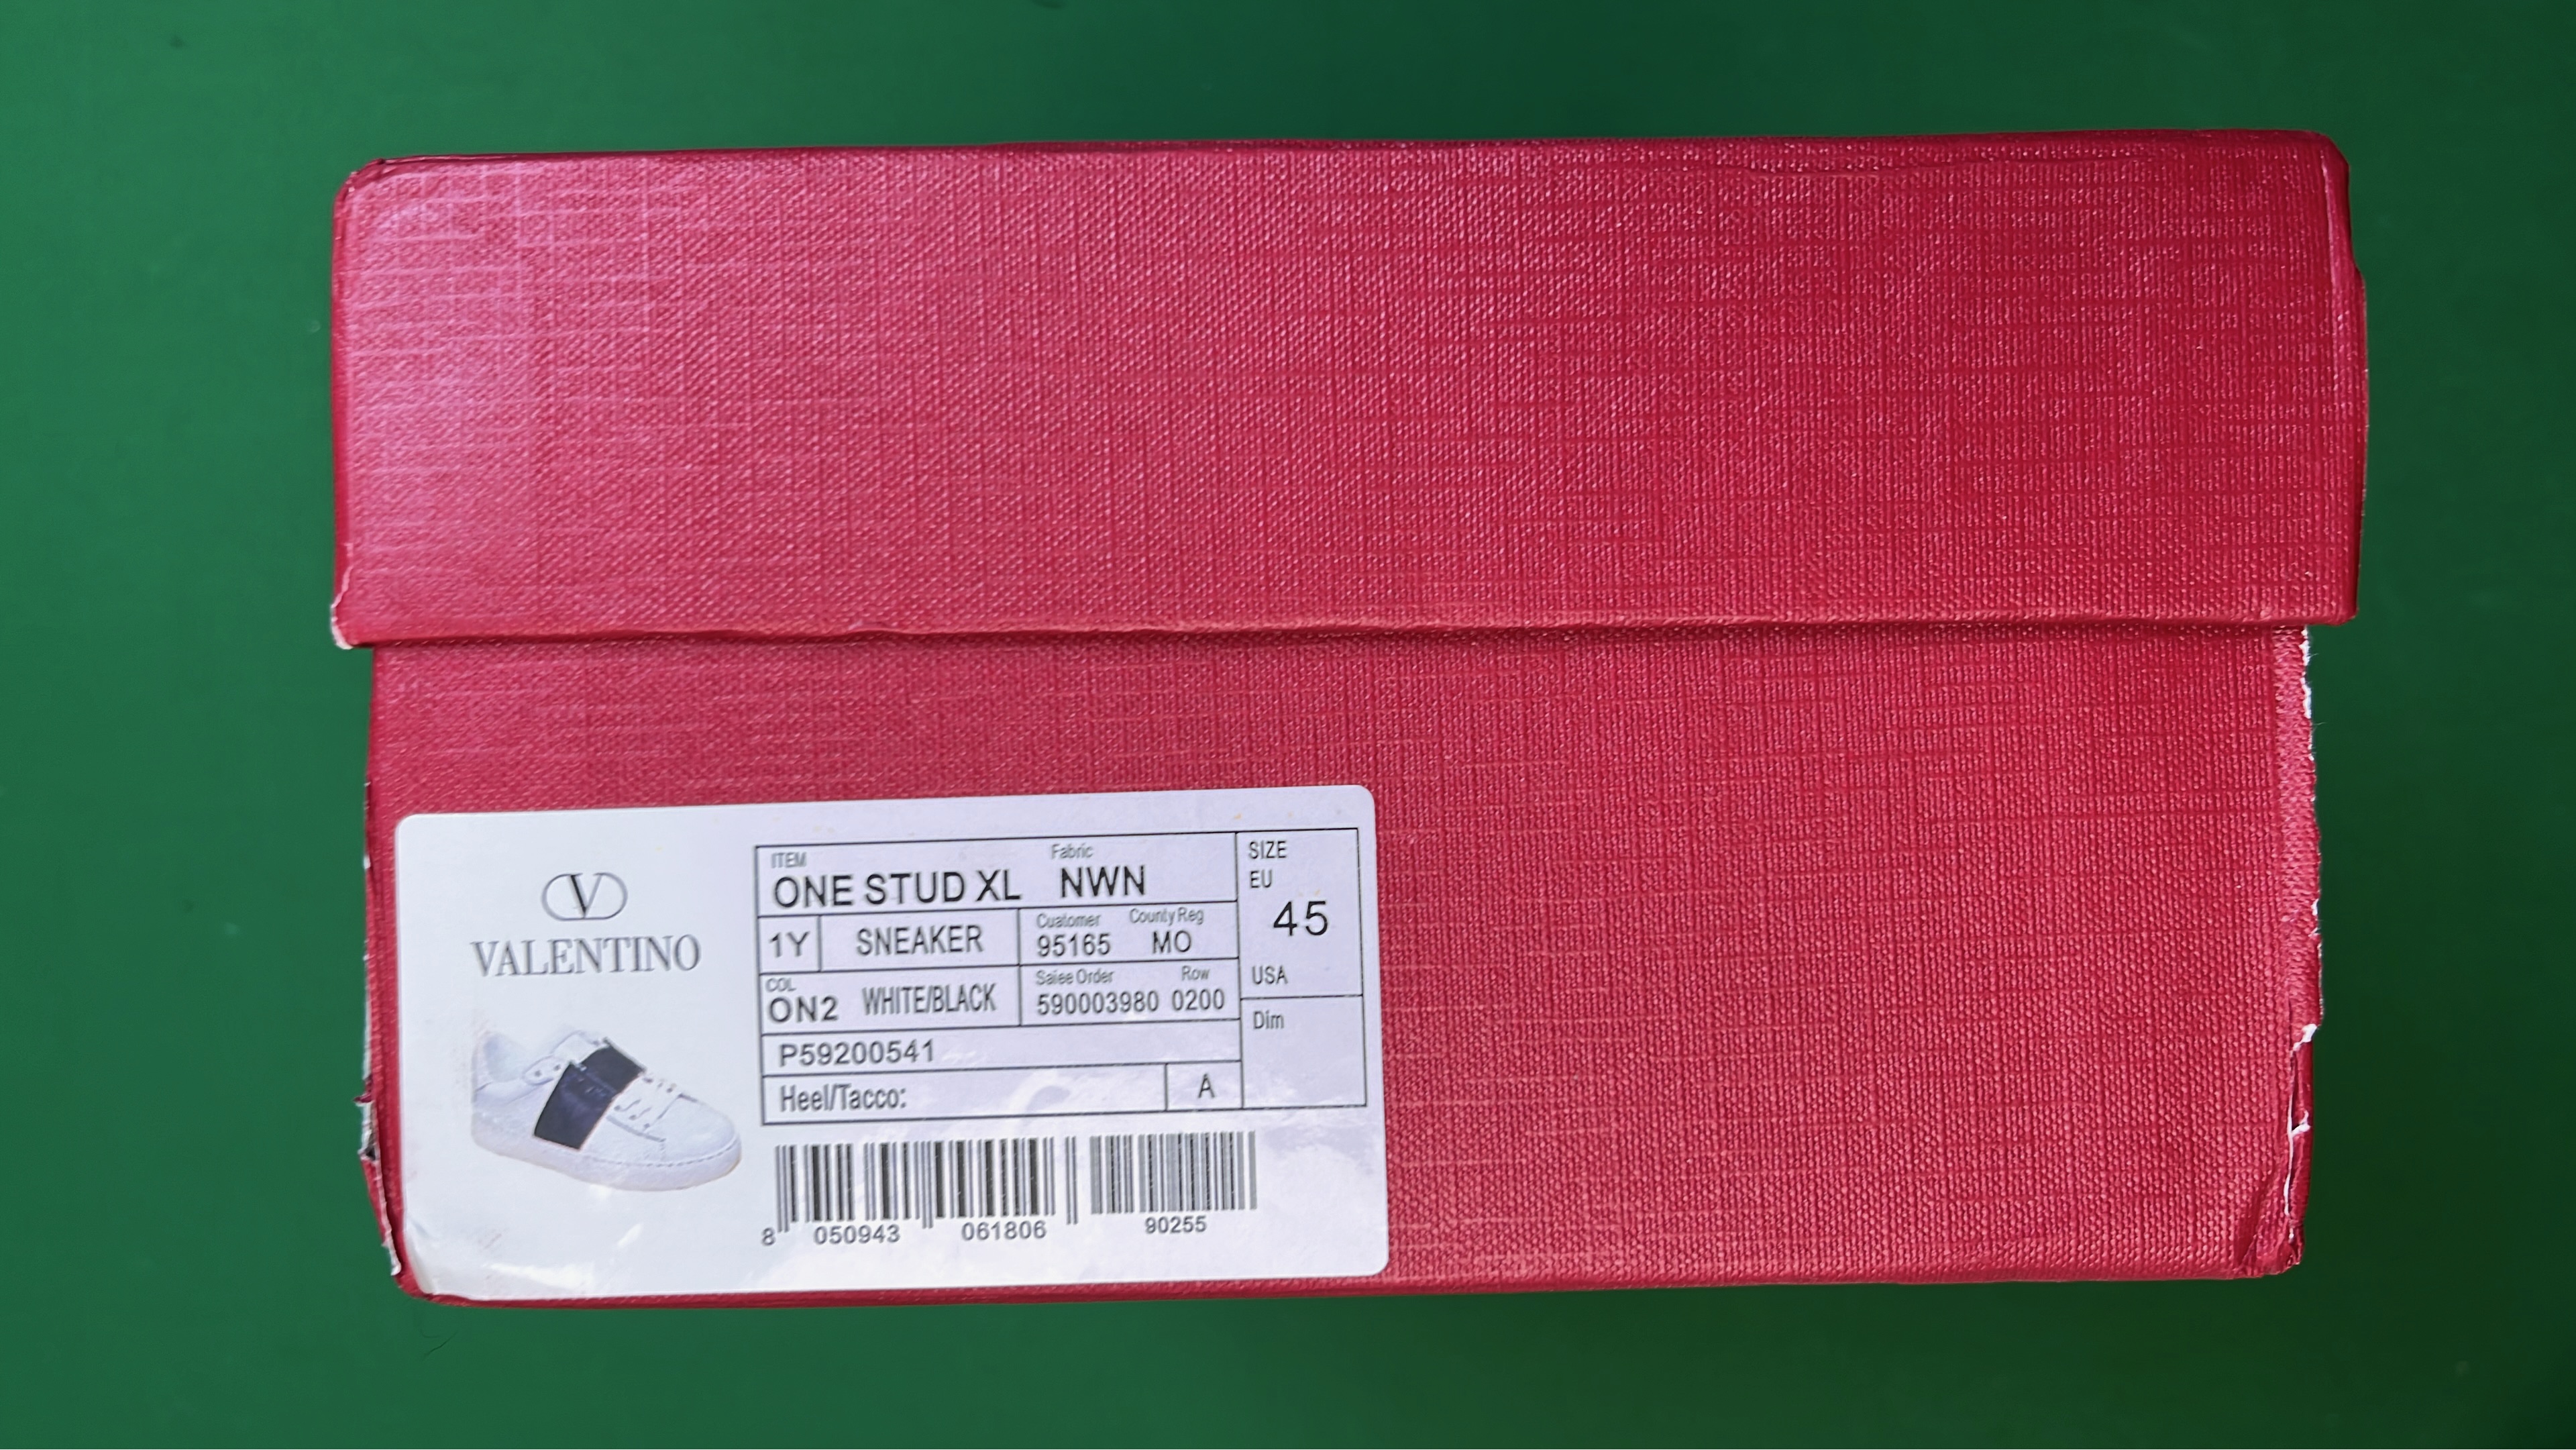 VALENTINO
ITEM Fabric
ONE STUD XL NWN
1Y SNEAKER
Cualomer County Reg
95165 MO
COL
ON2 WHITE/BLACK
Saiee Order Row
590003980 0200
P59200541
Heel/Tacco: A
SIZE
EU
45
USA
Dim
8 050943 061806 90255